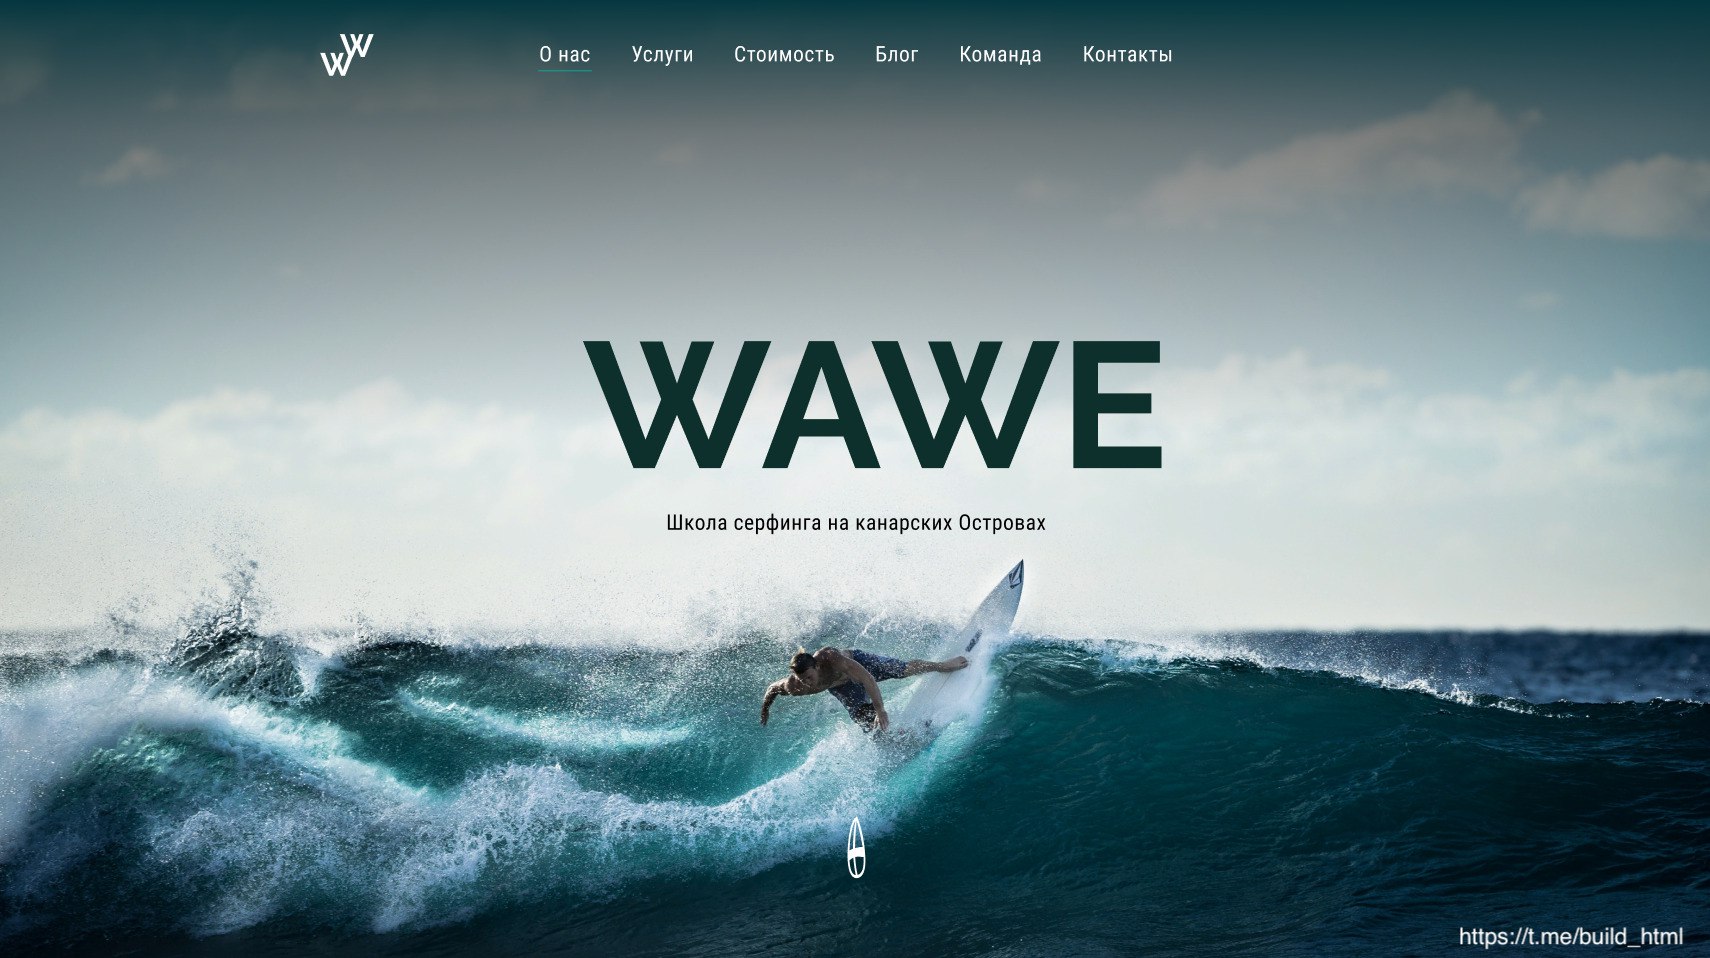 WW
О нас Услуги Стоимость Блог Команда Контакты
WAWE
Школа серфинга на канарских Островах
https://t.me/build_html